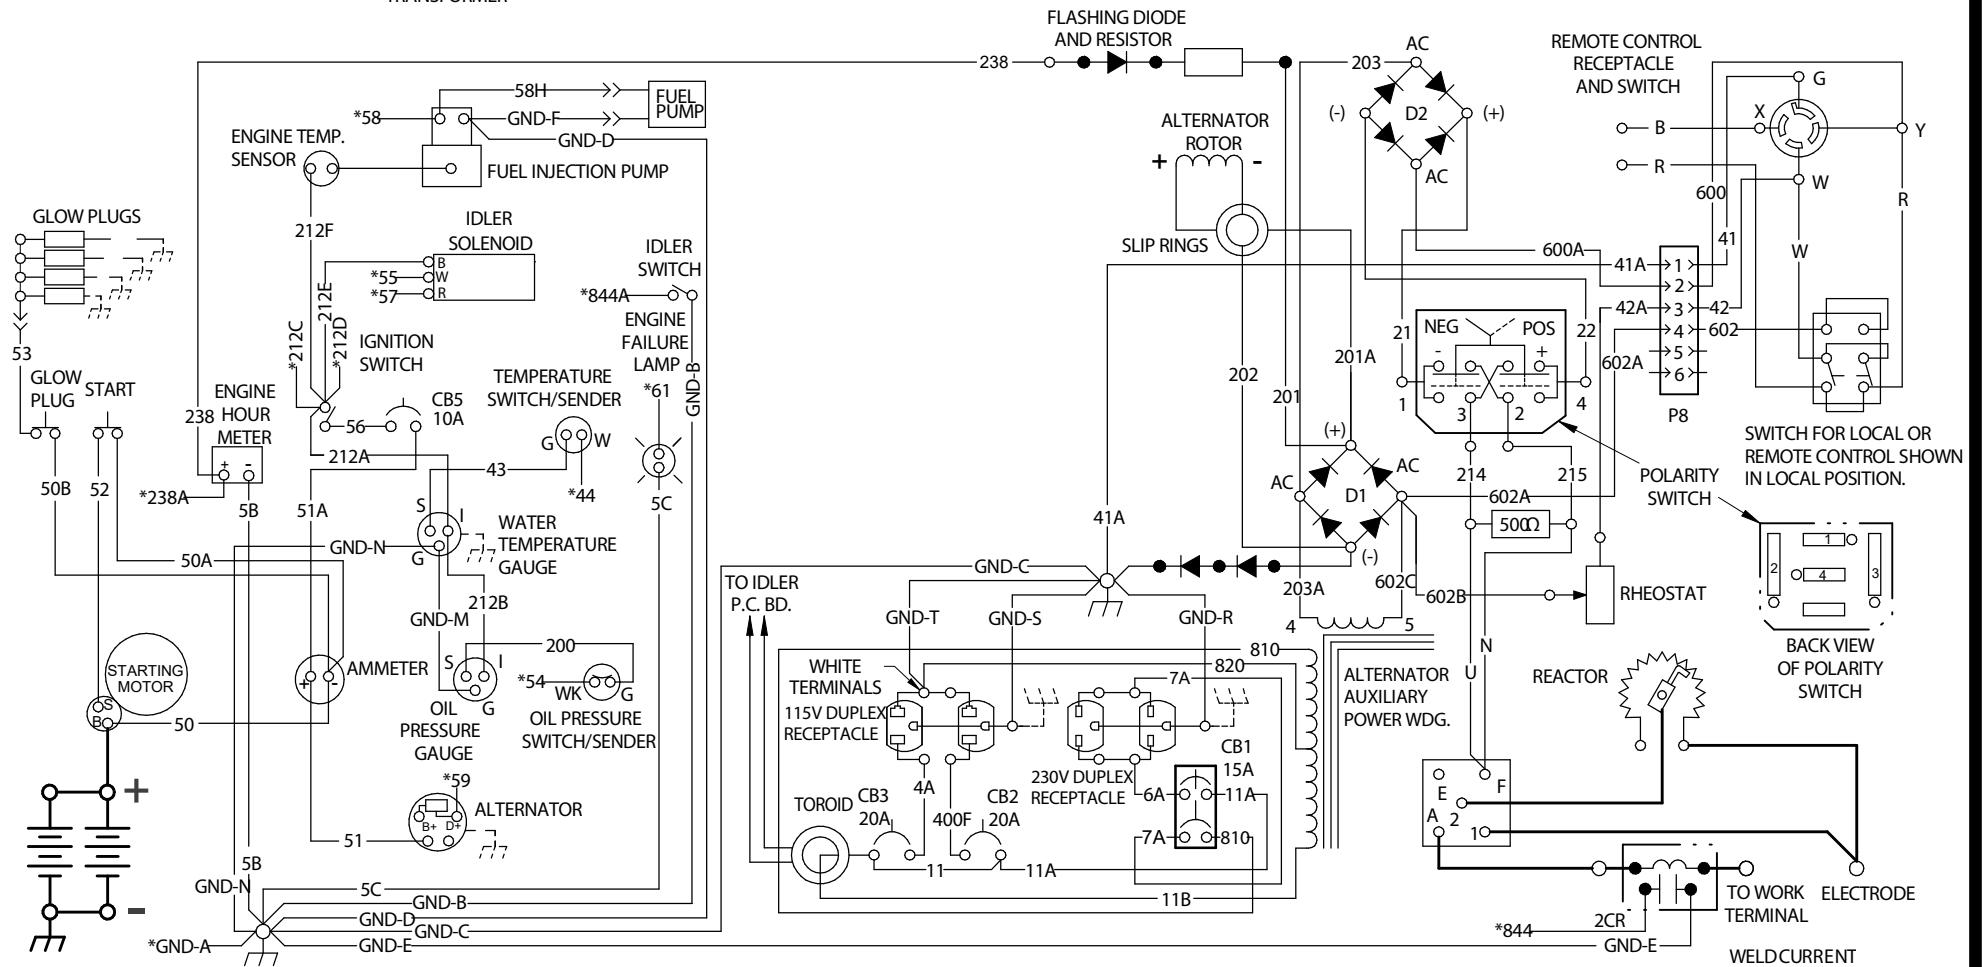 TRANSFORMER
FLASHING DIODE
AND RESISTOR
238
203
AC
D2
(-)
(+)
AC
REMOTE CONTROL
RECEPTACLE
AND SWITCH
G
X
B
Y
R
W
600
R
41
W
58H
FUEL
PUMP
*58
GND-F
GND-D
ENGINE TEMP.
SENSOR
FUEL INJECTION PUMP
ALTERNATOR
ROTOR
+
-
SLIP RINGS
GLOW PLUGS
212F
IDLER
SOLENOID
B
*55
W
*57
R
IDLER
SWITCH
*844A
ENGINE
FAILURE
LAMP
*61
GND-B
212E
*212C
*212D
IGNITION
SWITCH
53
GLOW
PLUG
START
ENGINE
HOUR
METER
238
+
-
*238A
56
CB5
10A
212A
TEMPERATURE
SWITCH/SENDER
G
W
43
*44
50B
52
5B
51A
S
I
WATER
TEMPERATURE
GAUGE
G
GND-N
50A
5C
GND-M
212B
200
STARTING
MOTOR
S
B
50
AMMETER
+
-
S
I
G
OIL
PRESSURE
GAUGE
*54
WK
G
OIL PRESSURE
SWITCH/SENDER
*59
ALTERNATOR
B+
D+
51
+
-
5B
GND-N
5C
GND-B
GND-D
GND-C
*GND-A
GND-E
600A
41A
1
2
42A
3
42
4
602
602A
5
6
P8
21
NEG
POS
22
-
+
1
3
2
4
201A
202
201
(+)
AC
AC
D1
(-)
214
602A
215
500Ω
POLARITY
SWITCH
SWITCH FOR LOCAL OR
REMOTE CONTROL SHOWN
IN LOCAL POSITION.
41A
GND-C
203A
602C
602B
RHEOSTAT
1
2
4
3
BACK VIEW
OF POLARITY
SWITCH
TO IDLER
P.C. BD.
GND-T
GND-S
GND-R
4
5
810
820
7A
WHITE
TERMINALS
115V DUPLEX
RECEPTACLE
ALTERNATOR
AUXILIARY
POWER WDG.
U
N
REACTOR
230V DUPLEX
RECEPTACLE
CB1
15A
6A
11A
7A
810
TOROID
CB3
20A
4A
400F
CB2
20A
11
11A
11B
E
F
A
2
1
TO WORK
TERMINAL
ELECTRODE
2CR
*844
GND-E
WELD CURRENT